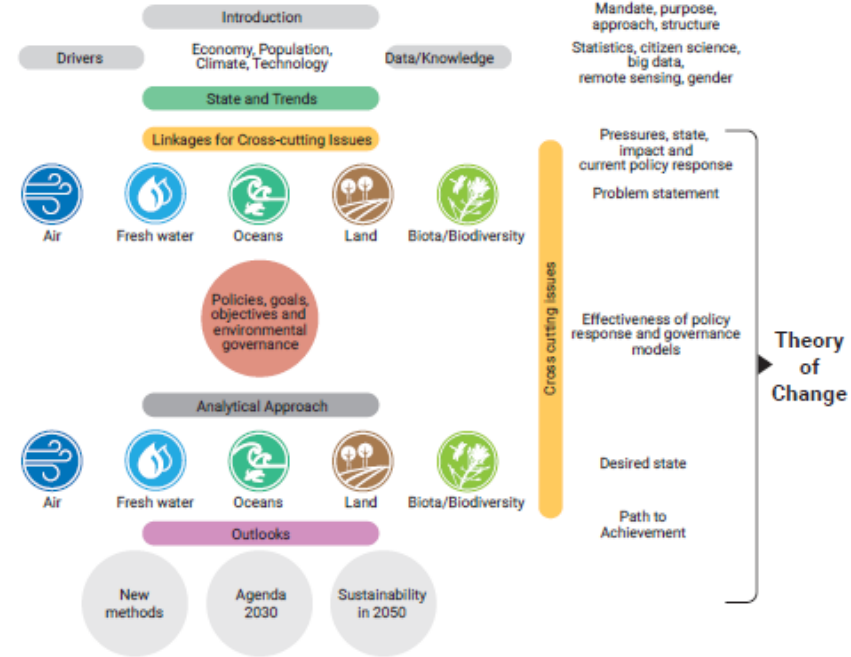 Introduction
Mandate, purpose,
approach, structure
Drivers
Economy, Population,
Climate, Technology
Data/Knowledge
Statistics, citizen science,
big data,
remote sensing, gender
State and Trends
Linkages for Cross-cutting Issues
Pressures, state,
impact and
current policy response
Problem statement
Air
Fresh water
Oceans
Land
Biota/Biodiversity
Policies, goals,
objectives and
environmental
governance
Cross cutting issues
Effectiveness of policy
response and governance
models
Theory
of
Change
Analytical Approach
Air
Fresh water
Oceans
Land
Biota/Biodiversity
Desired state
Path to
Achievement
Outlooks
New
methods
Agenda
2030
Sustainability
in 2050